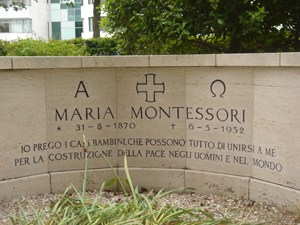 Α Ω
MARIA MONTESSORI
* 31-8-1870 † 6-5-1952
IO PREGO I CARI BAMBINI, CHE POSSONO TUTTO DI UNIRSI A ME
PER LA COSTRUZIONE DELLA PACE NEGLI UOMINI E NEL MONDO